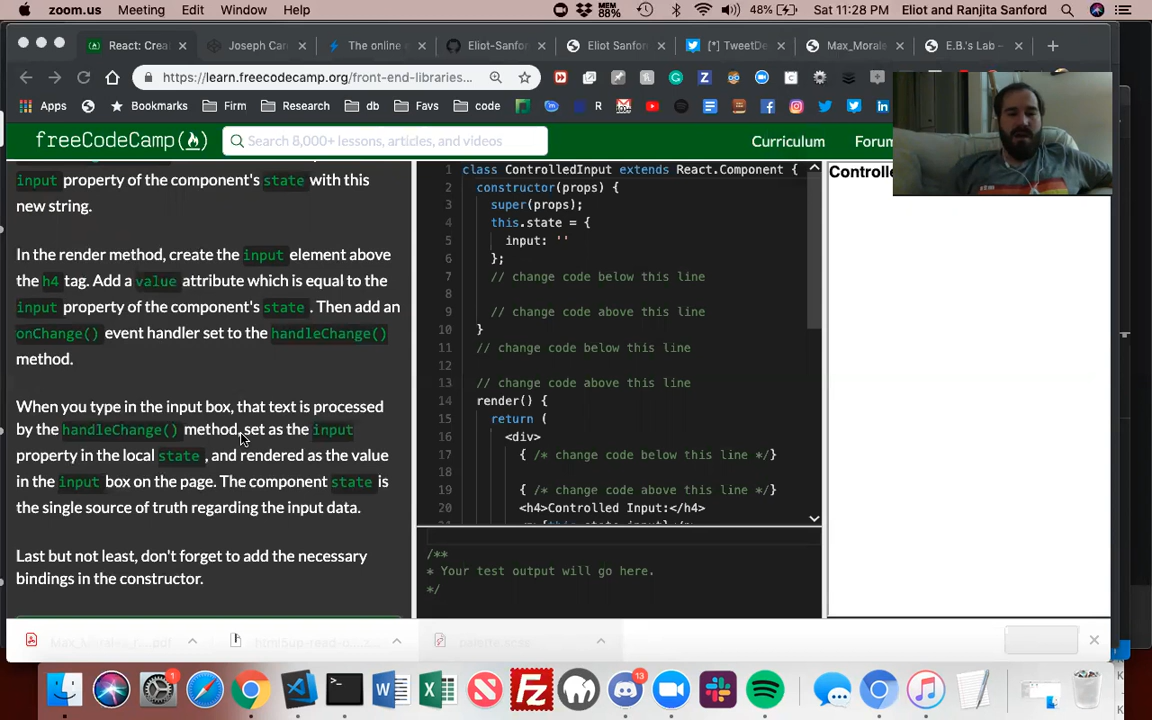 zoom.us Meeting Edit Window Help MEM 88% 48% Sat 11:28 PM Eliot and Ranjita Sanford
React: Crea Joseph Car The online Eliot-Sanfor Eliot Sanfor [*] TweetDe Max_Morale E.B.'s Lab –
https://learn.freecodecamp.org/front-end-libraries...
Apps Bookmarks Firm Research db Favs code R 100+
freeCodeCamp Search 8,000+ lessons, articles, and videos Curriculum Forum
input property of the component's state with this
new string.
In the render method, create the input element above
the h4 tag. Add a value attribute which is equal to the
input property of the component's state . Then add an
onChange() event handler set to the handleChange()
method.
When you type in the input box, that text is processed
by the handleChange() method, set as the input
property in the local state , and rendered as the value
in the input box on the page. The component state is
the single source of truth regarding the input data.
Last but not least, don't forget to add the necessary
bindings in the constructor.
1 class ControlledInput extends React.Component {
2 constructor(props) {
3 super(props);
4 this.state = {
5 input: ''
6 };
7 // change code below this line
8
9 // change code above this line
10 }
11 // change code below this line
12
13 // change code above this line
14 render() {
15 return (
16 <div>
17 { /* change code below this line */}
18
19 { /* change code above this line */}
20 <h4>Controlled Input:</h4>
/**
* Your test output will go here.
*/
Controlle
Max_Morales_r....pdf html5up-reed-o....
1 13